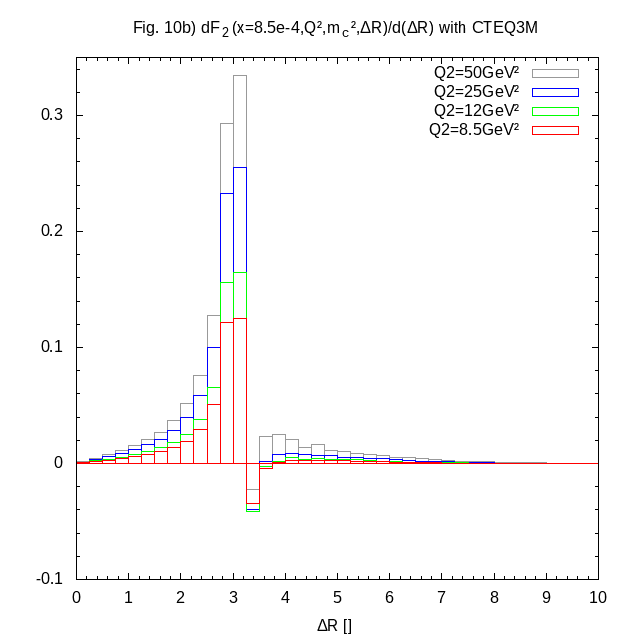 Fig. 10b) dF₂(x=8.5e-4,Q²,m_c²,ΔR)/d(ΔR) with CTEQ3M
Q2=50GeV²
Q2=25GeV²
Q2=12GeV²
Q2=8.5GeV²
0.3
0.2
0.1
0
-0.1
0 1 2 3 4 5 6 7 8 9 10
ΔR []